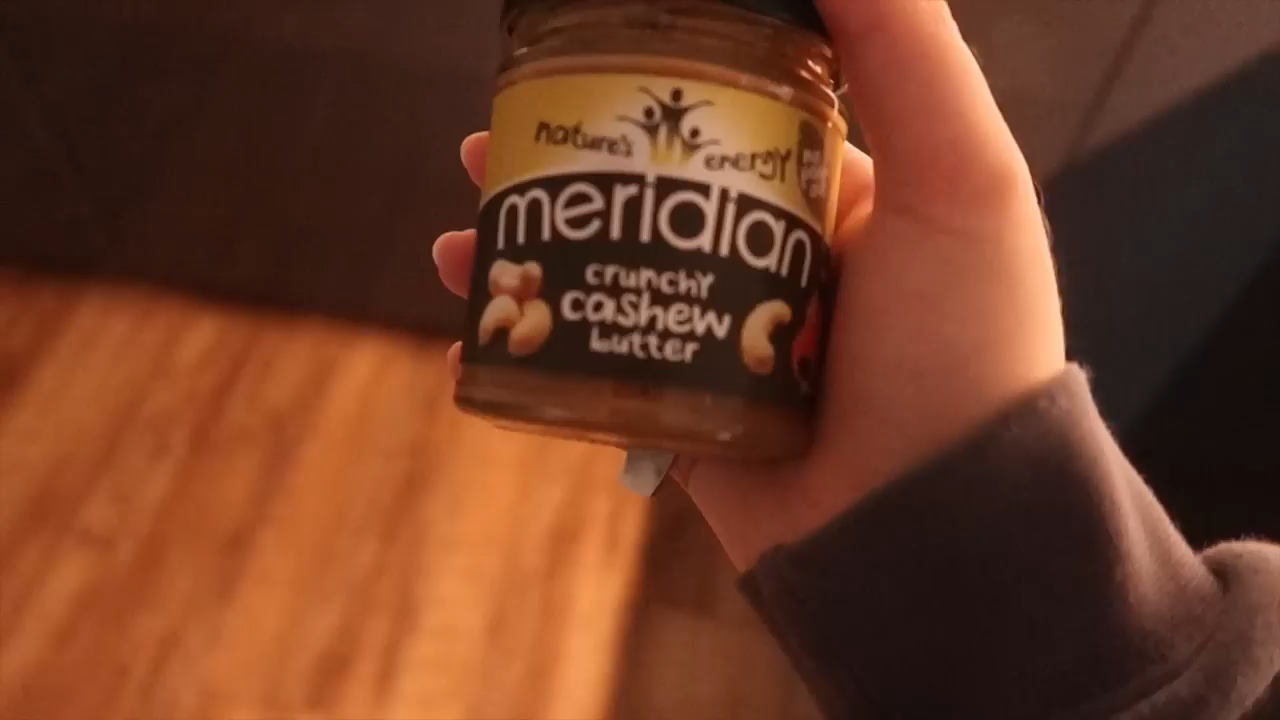 nature's energy
meridian
crunchy
cashew
butter